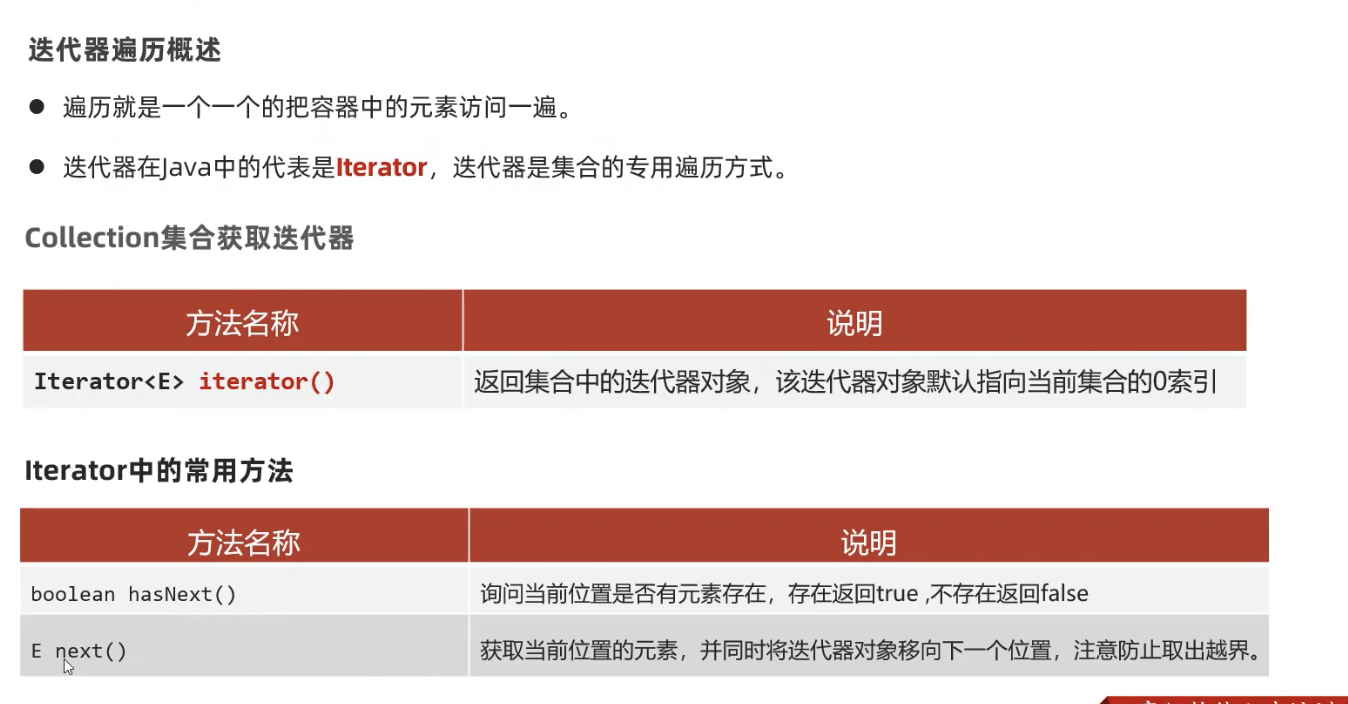 迭代器遍历概述
● 遍历就是一个一个的把容器中的元素访问一遍。
● 迭代器在Java中的代表是Iterator，迭代器是集合的专用遍历方式。
Collection集合获取迭代器
方法名称 说明
Iterator<E> iterator() 返回集合中的迭代器对象，该迭代器对象默认指向当前集合的0索引
Iterator中的常用方法
方法名称 说明
boolean hasNext() 询问当前位置是否有元素存在，存在返回true ,不存在返回false
E next() 获取当前位置的元素，并同时将迭代器对象移向下一个位置，注意防止取出越界。